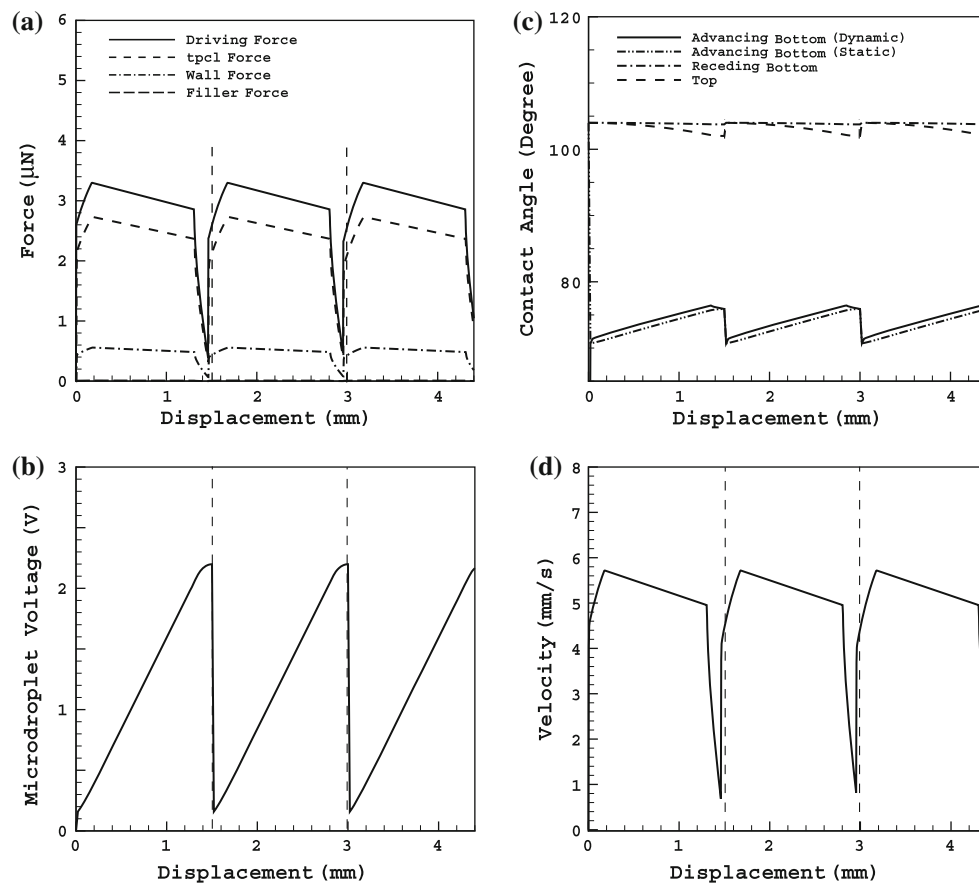 (a)
6
5
4
3
2
1
0
Force (μN)
Driving Force
tpcl Force
Wall Force
Filler Force
0 1 2 3 4
Displacement (mm)
(c)
120
100
80
Contact Angle (Degree)
Advancing Bottom (Dynamic)
Advancing Bottom (Static)
Receding Bottom
Top
0 1 2 3 4
Displacement (mm)
(b)
3
2
1
0
Microdroplet Voltage (V)
0 1 2 3 4
Displacement (mm)
(d)
8
7
6
5
4
3
2
1
0
Velocity (mm/s)
0 1 2 3 4
Displacement (mm)